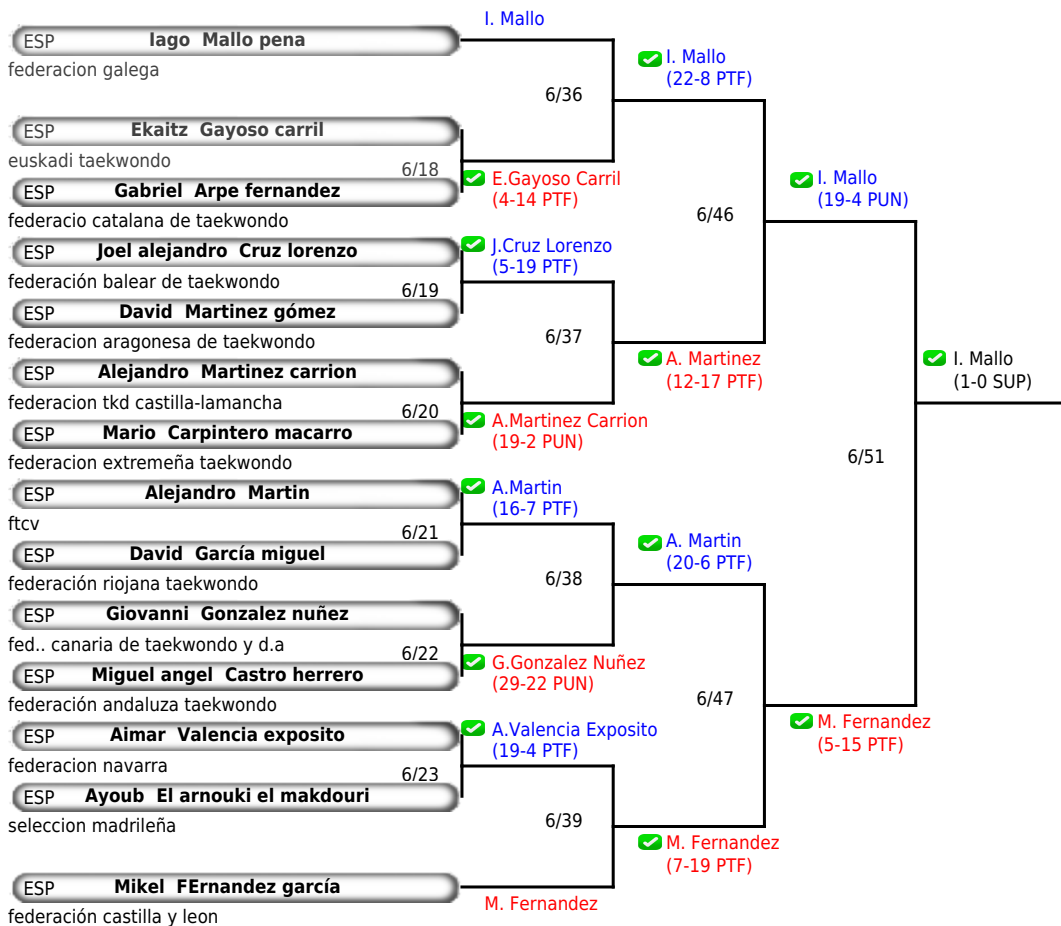 I. Mallo
ESP Iago Mallo pena
federacion galega
I. Mallo
(22-8 PTF)
6/36
ESP Ekaitz Gayoso carril
euskadi taekwondo
6/18
E.Gayoso Carril
(4-14 PTF)
ESP Gabriel Arpe fernandez
federacio catalana de taekwondo
I. Mallo
(19-4 PUN)
6/46
ESP Joel alejandro Cruz lorenzo
J.Cruz Lorenzo
(5-19 PTF)
federación balear de taekwondo
6/19
ESP David Martinez gómez
federacion aragonesa de taekwondo
6/37
ESP Alejandro Martinez carrion
A. Martinez
(12-17 PTF)
I. Mallo
(1-0 SUP)
federacion tkd castilla-lamancha
6/20
A.Martinez Carrion
(19-2 PUN)
ESP Mario Carpintero macarro
federacion extremeña taekwondo
6/51
ESP Alejandro Martin
A.Martin
(16-7 PTF)
ftcv
6/21
ESP David García miguel
federación riojana taekwondo
A. Martin
(20-6 PTF)
6/38
ESP Giovanni Gonzalez nuñez
fed.. canaria de taekwondo y d.a
6/22
G.Gonzalez Nuñez
(29-22 PUN)
ESP Miguel angel Castro herrero
federación andaluza taekwondo
6/47
M. Fernandez
(5-15 PTF)
ESP Aimar Valencia exposito
A.Valencia Exposito
(19-4 PTF)
federacion navarra
6/23
ESP Ayoub El arnouki el makdouri
seleccion madrileña
6/39
M. Fernandez
(7-19 PTF)
ESP Mikel FErnandez garcía
M. Fernandez
federación castilla y leon